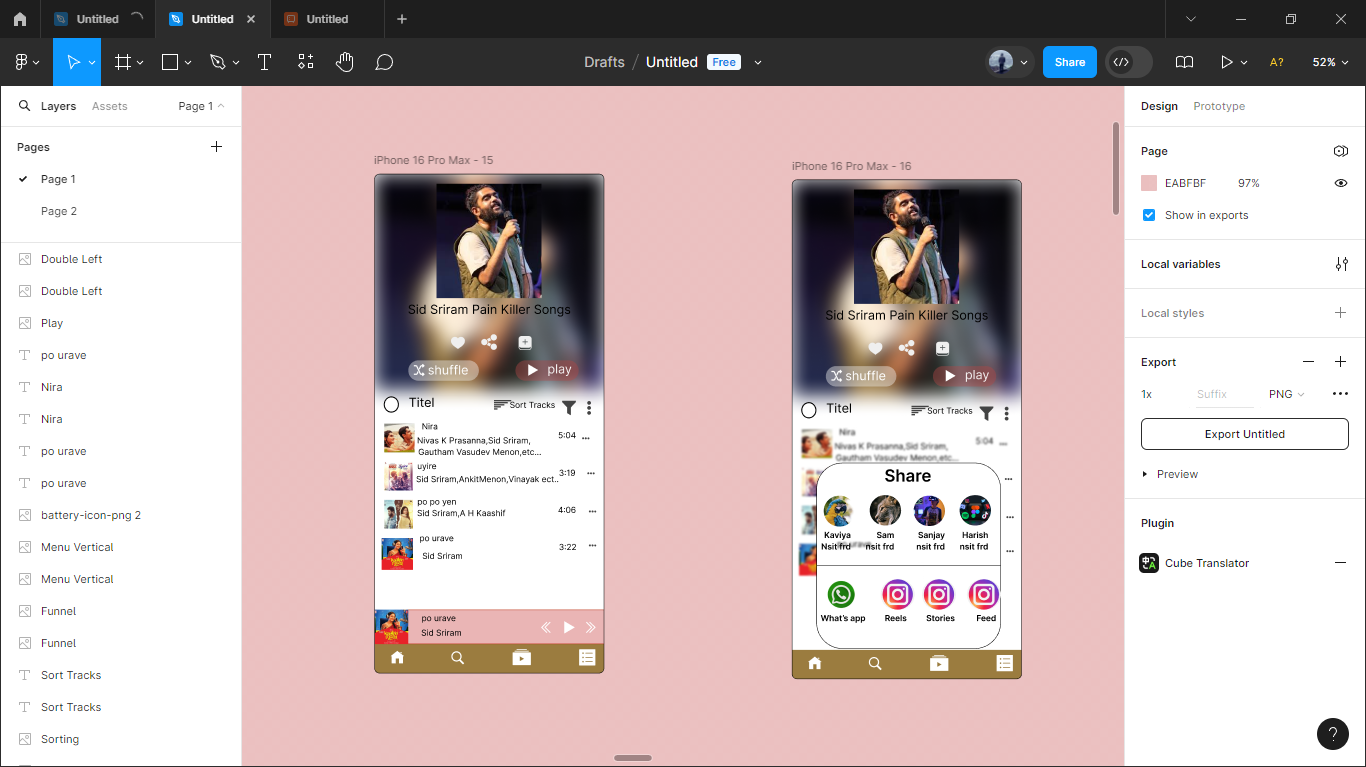 Untitled
Untitled
Untitled
Drafts / Untitled Free
Share
A?
52%
Layers
Assets
Page 1
Pages
Page 1
Page 2
Double Left
Double Left
Play
po urave
Nira
Nira
po urave
po urave
battery-icon-png 2
Menu Vertical
Menu Vertical
Funnel
Funnel
Sort Tracks
Sort Tracks
Sorting
iPhone 16 Pro Max - 15
Sid Sriram Pain Killer Songs
shuffle
play
Titel
Sort Tracks
Nira
Nivas K Prasanna,Sid Sriram,
Gautham Vasudev Menon,etc...
5:04
uyire
Sid Sriram,AnkitMenon,Vinayak ect..
3:19
po po yen
Sid Sriram,A H Kaashif
4:06
po urave
Sid Sriram
3:22
po urave
Sid Sriram
iPhone 16 Pro Max - 16
Sid Sriram Pain Killer Songs
shuffle
play
Titel
Sort Tracks
Nira
Nivas K Prasanna,Sid Sriram,
Gautham Vasudev Menon,etc...
5:04
Share
Kaviya
Nsit frd
Sam
nsit frd
Sanjay
nsit frd
Harish
nsit frd
What's app
Reels
Stories
Feed
Design
Prototype
Page
EABFBF
97%
Show in exports
Local variables
Local styles
Export
1x
Suffix
PNG
Export Untitled
Preview
Plugin
Cube Translator
?